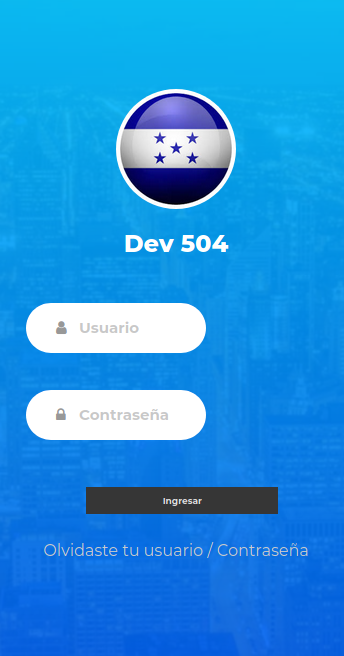 Dev 504
Usuario
Contraseña
Ingresar
Olvidaste tu usuario / Contraseña